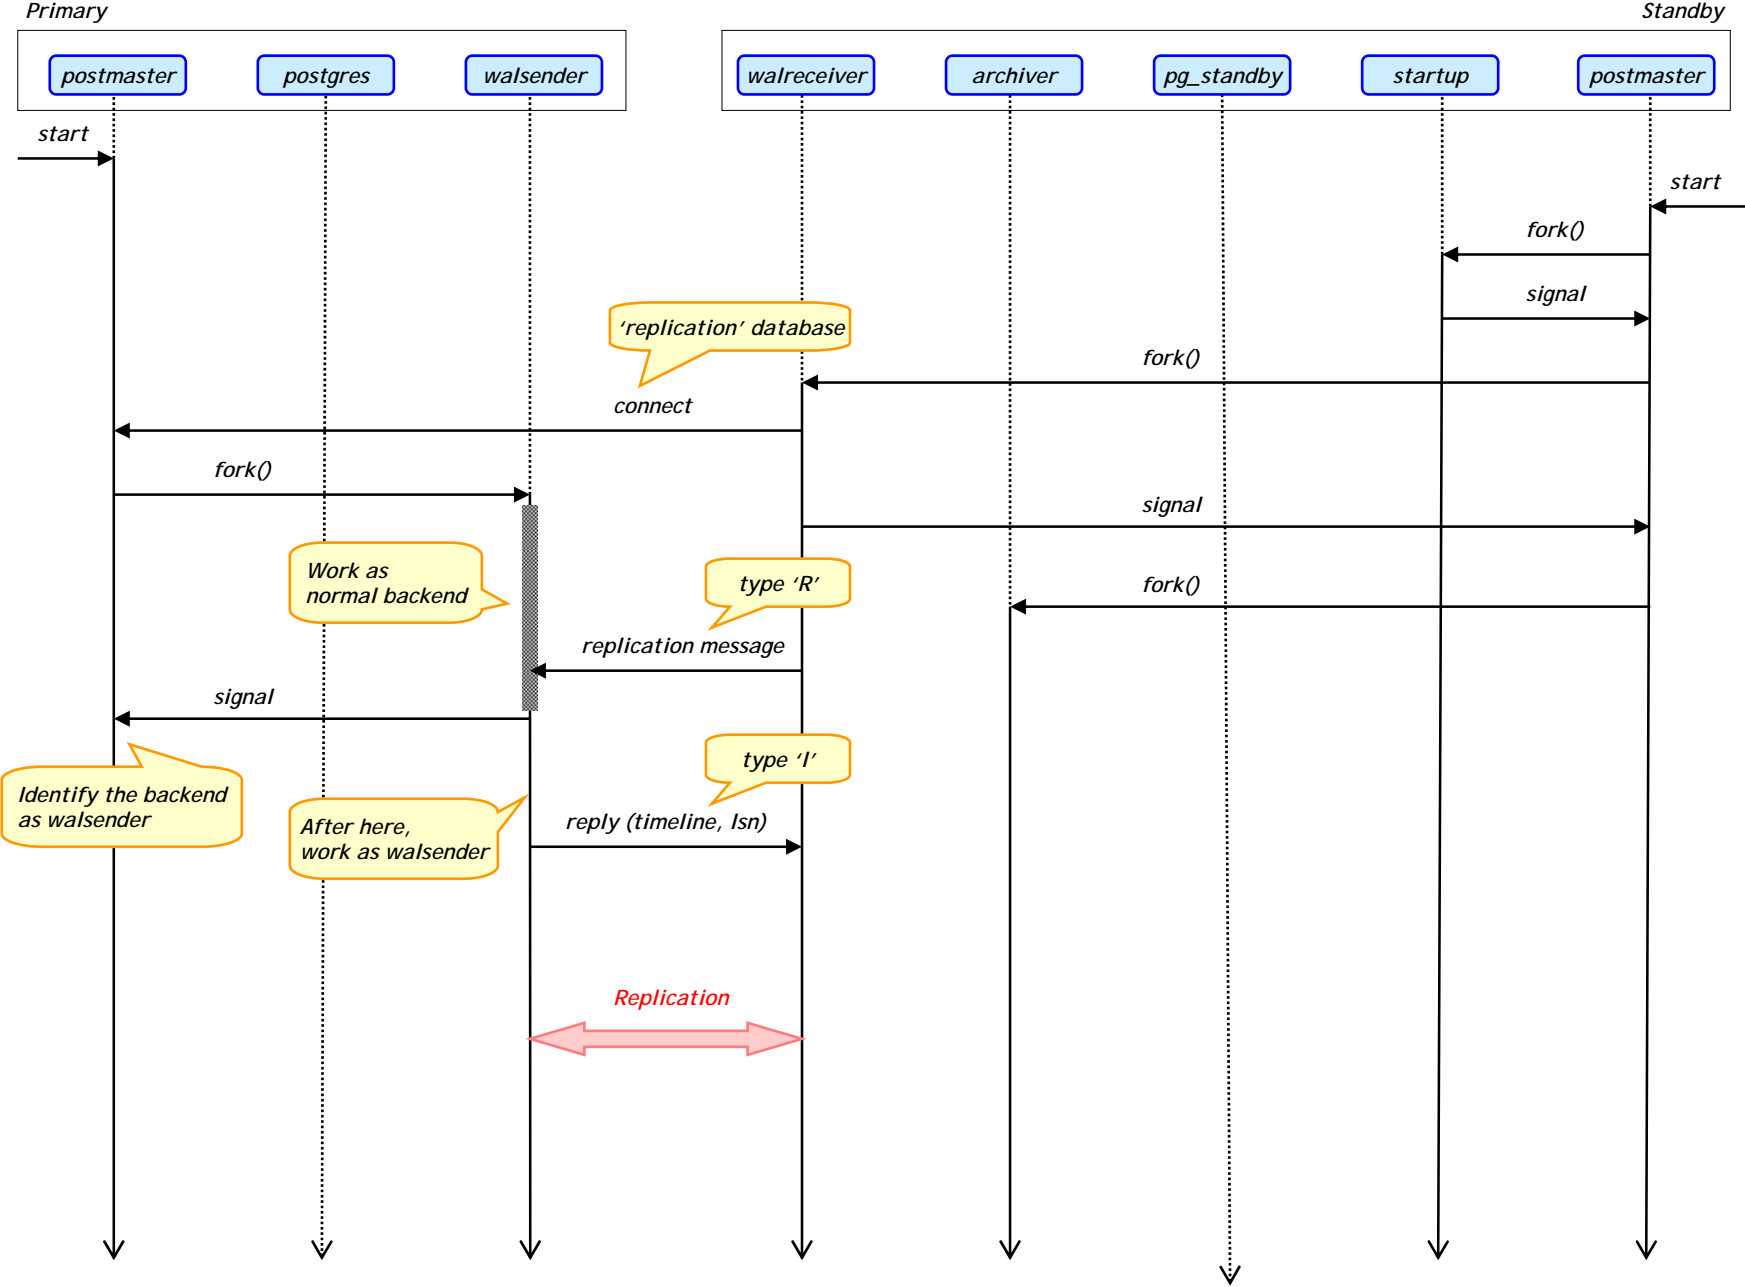 Primary
Standby
postmaster
postgres
walsender
walreceiver
archiver
pg_standby
startup
postmaster
start
start
fork()
signal
‘replication’ database
fork()
connect
fork()
signal
Work as
normal backend
type ‘R’
fork()
replication message
signal
type ‘I’
Identify the backend
as walsender
After here,
work as walsender
reply (timeline, lsn)
Replication